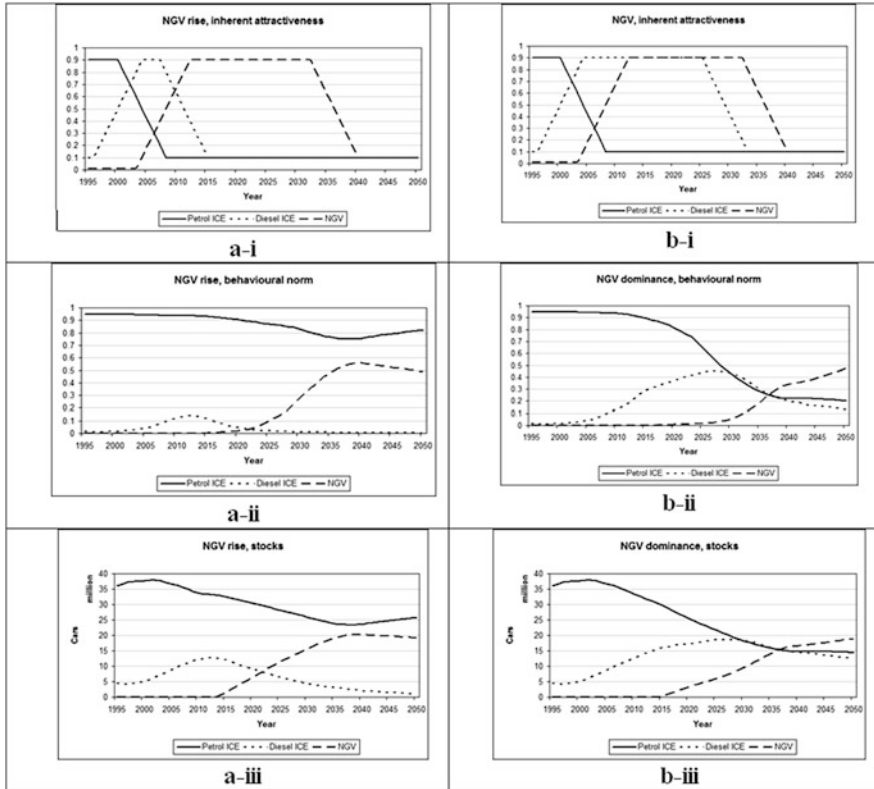 NGV rise, inherent attractiveness
1
0.9
0.8
0.7
0.6
0.5
0.4
0.3
0.2
0.1
0
1995 2000 2005 2010 2015 2020 2025 2030 2035 2040 2045 2050
Year
Petrol ICE Diesel ICE NGV
a-i
NGV, inherent attractiveness
1
0.9
0.8
0.7
0.6
0.5
0.4
0.3
0.2
0.1
0
1995 2000 2005 2010 2015 2020 2025 2030 2035 2040 2045 2050
Year
Petrol ICE Diesel ICE NGV
b-i
NGV rise, behavioural norm
1
0.9
0.8
0.7
0.6
0.5
0.4
0.3
0.2
0.1
0
1995 2000 2005 2010 2015 2020 2025 2030 2035 2040 2045 2050
Year
Petrol ICE Diesel ICE NGV
a-ii
NGV dominance, behavioural norm
1
0.9
0.8
0.7
0.6
0.5
0.4
0.3
0.2
0.1
0
1995 2000 2005 2010 2015 2020 2025 2030 2035 2040 2045 2050
Year
Petrol ICE Diesel ICE NGV
b-ii
NGV rise, stocks
Cars
million
40
35
30
25
20
15
10
5
0
1995 2000 2005 2010 2015 2020 2025 2030 2035 2040 2045 2050
Year
Petrol ICE Diesel ICE NGV
a-iii
NGV dominance, stocks
Cars
million
40
35
30
25
20
15
10
5
0
1995 2000 2005 2010 2015 2020 2025 2030 2035 2040 2045 2050
Year
Petrol ICE Diesel ICE NGV
b-iii